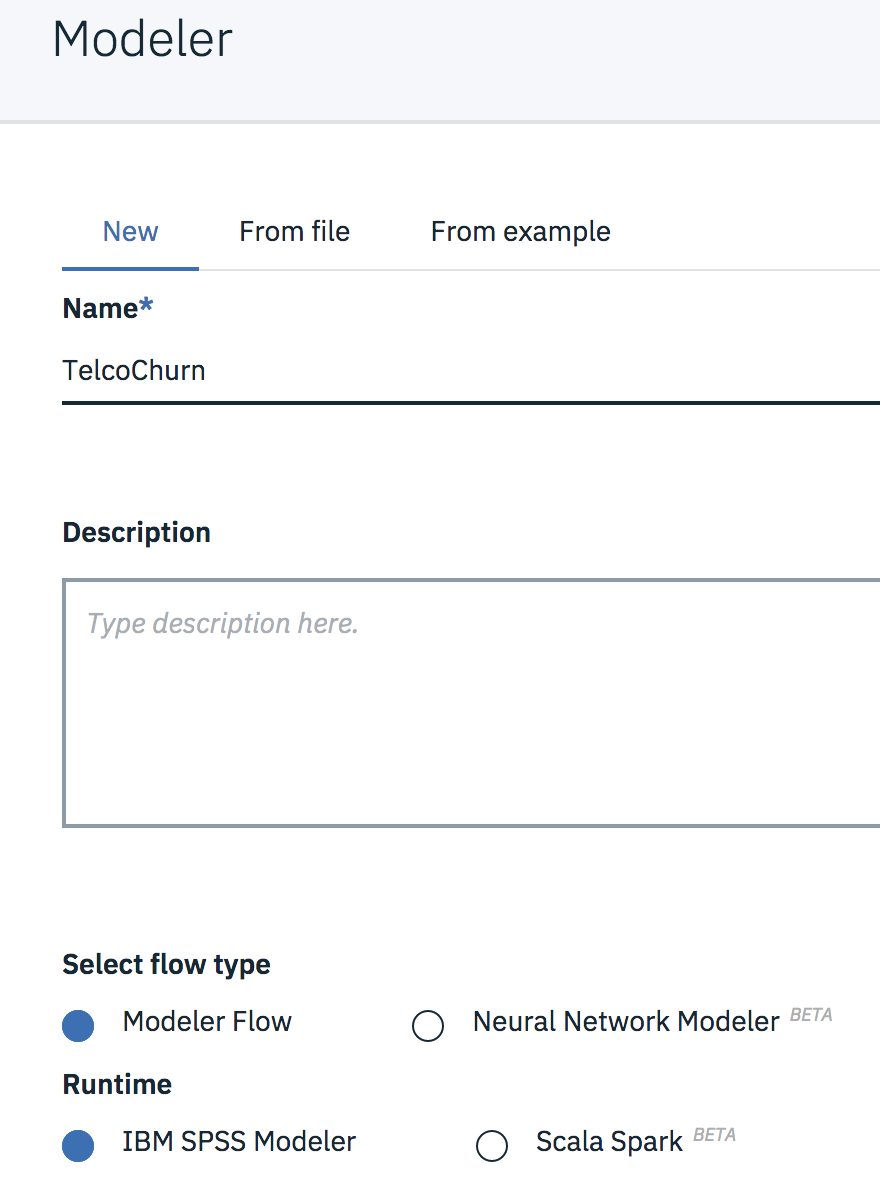 Modeler
New From file From example
Name*
TelcoChurn
Description
Type description here.
Select flow type
Modeler Flow Neural Network Modeler BETA
Runtime
IBM SPSS Modeler Scala Spark BETA